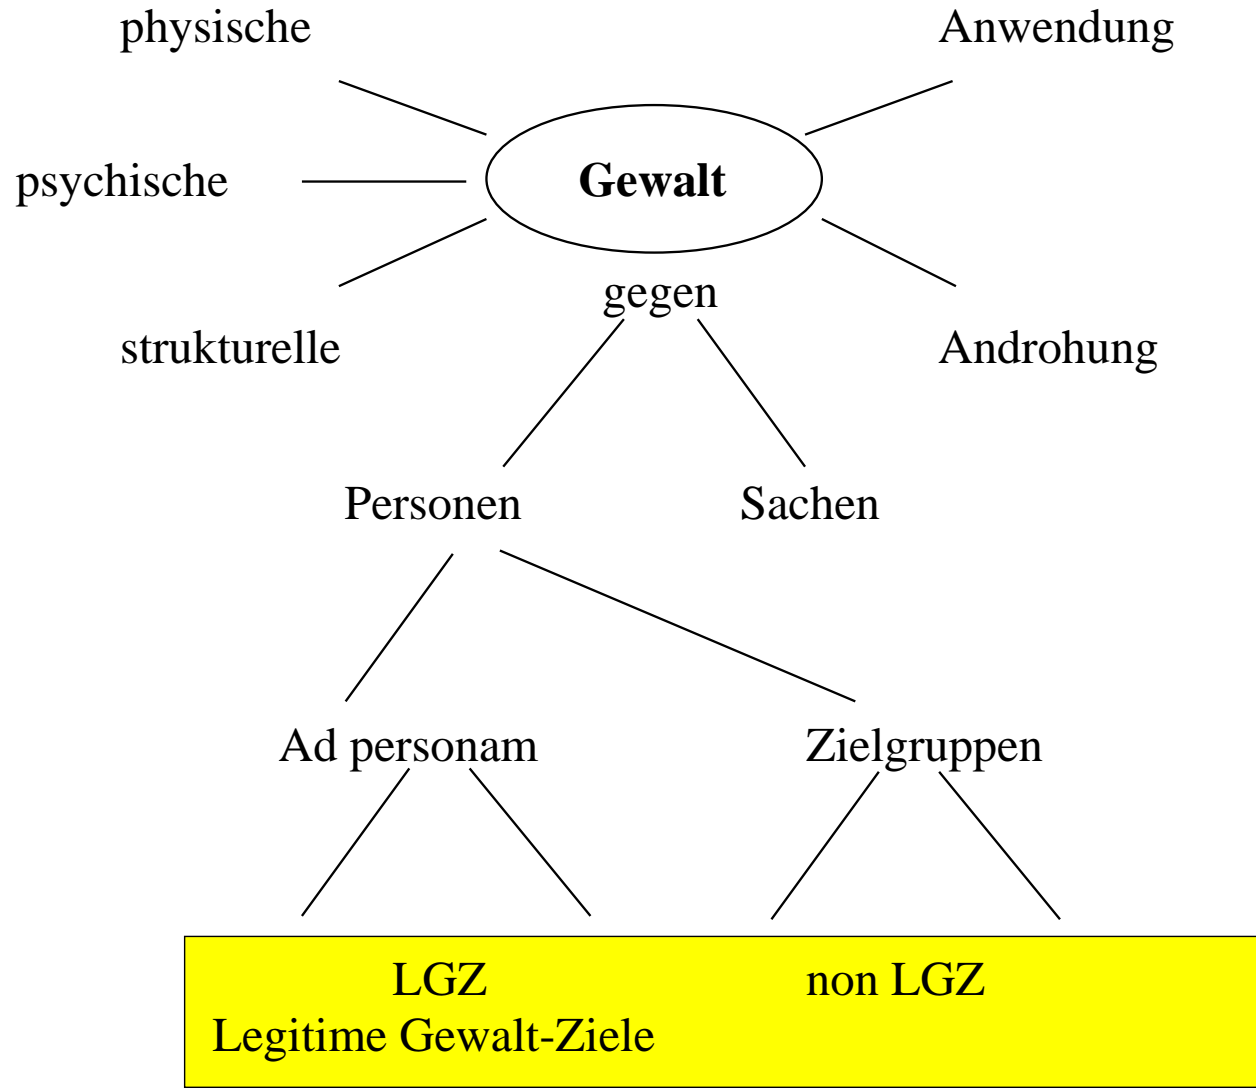 physische
Anwendung
psychische
Gewalt
gegen
strukturelle
Androhung
Personen
Sachen
Ad personam
Zielgruppen
LGZ
non LGZ
Legitime Gewalt-Ziele